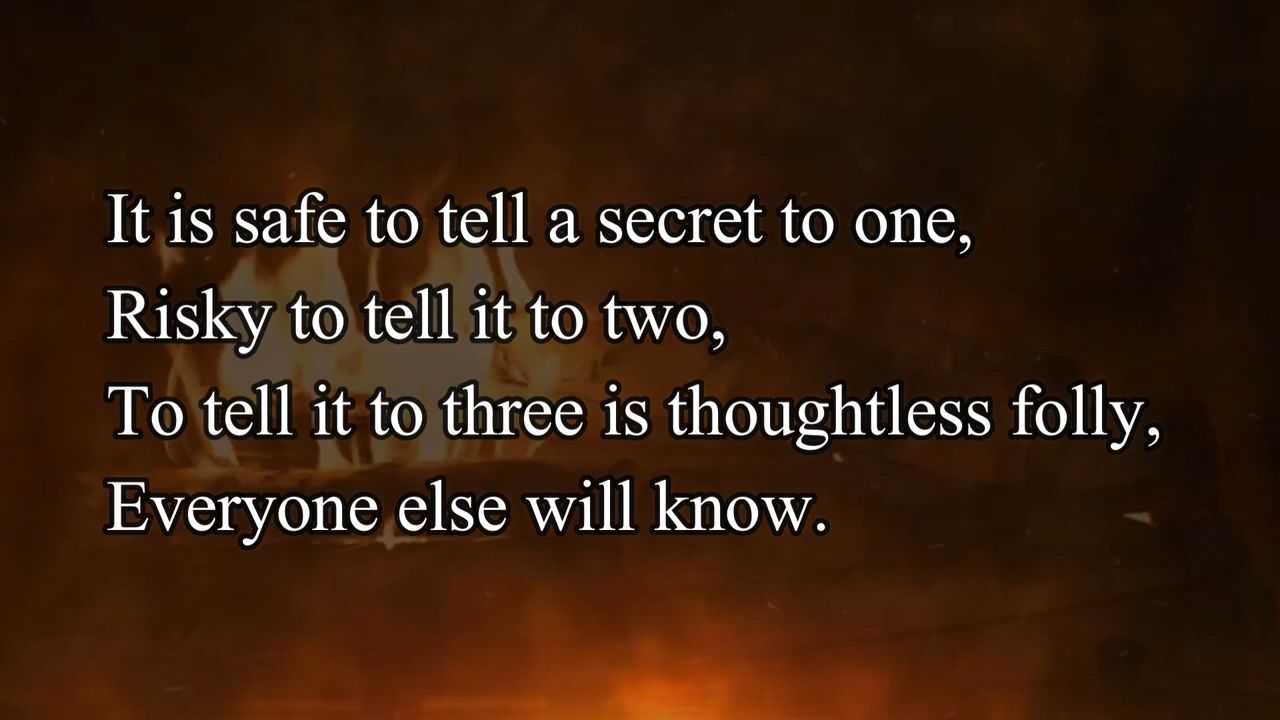 It is safe to tell a secret to one,
Risky to tell it to two,
To tell it to three is thoughtless folly,
Everyone else will know.